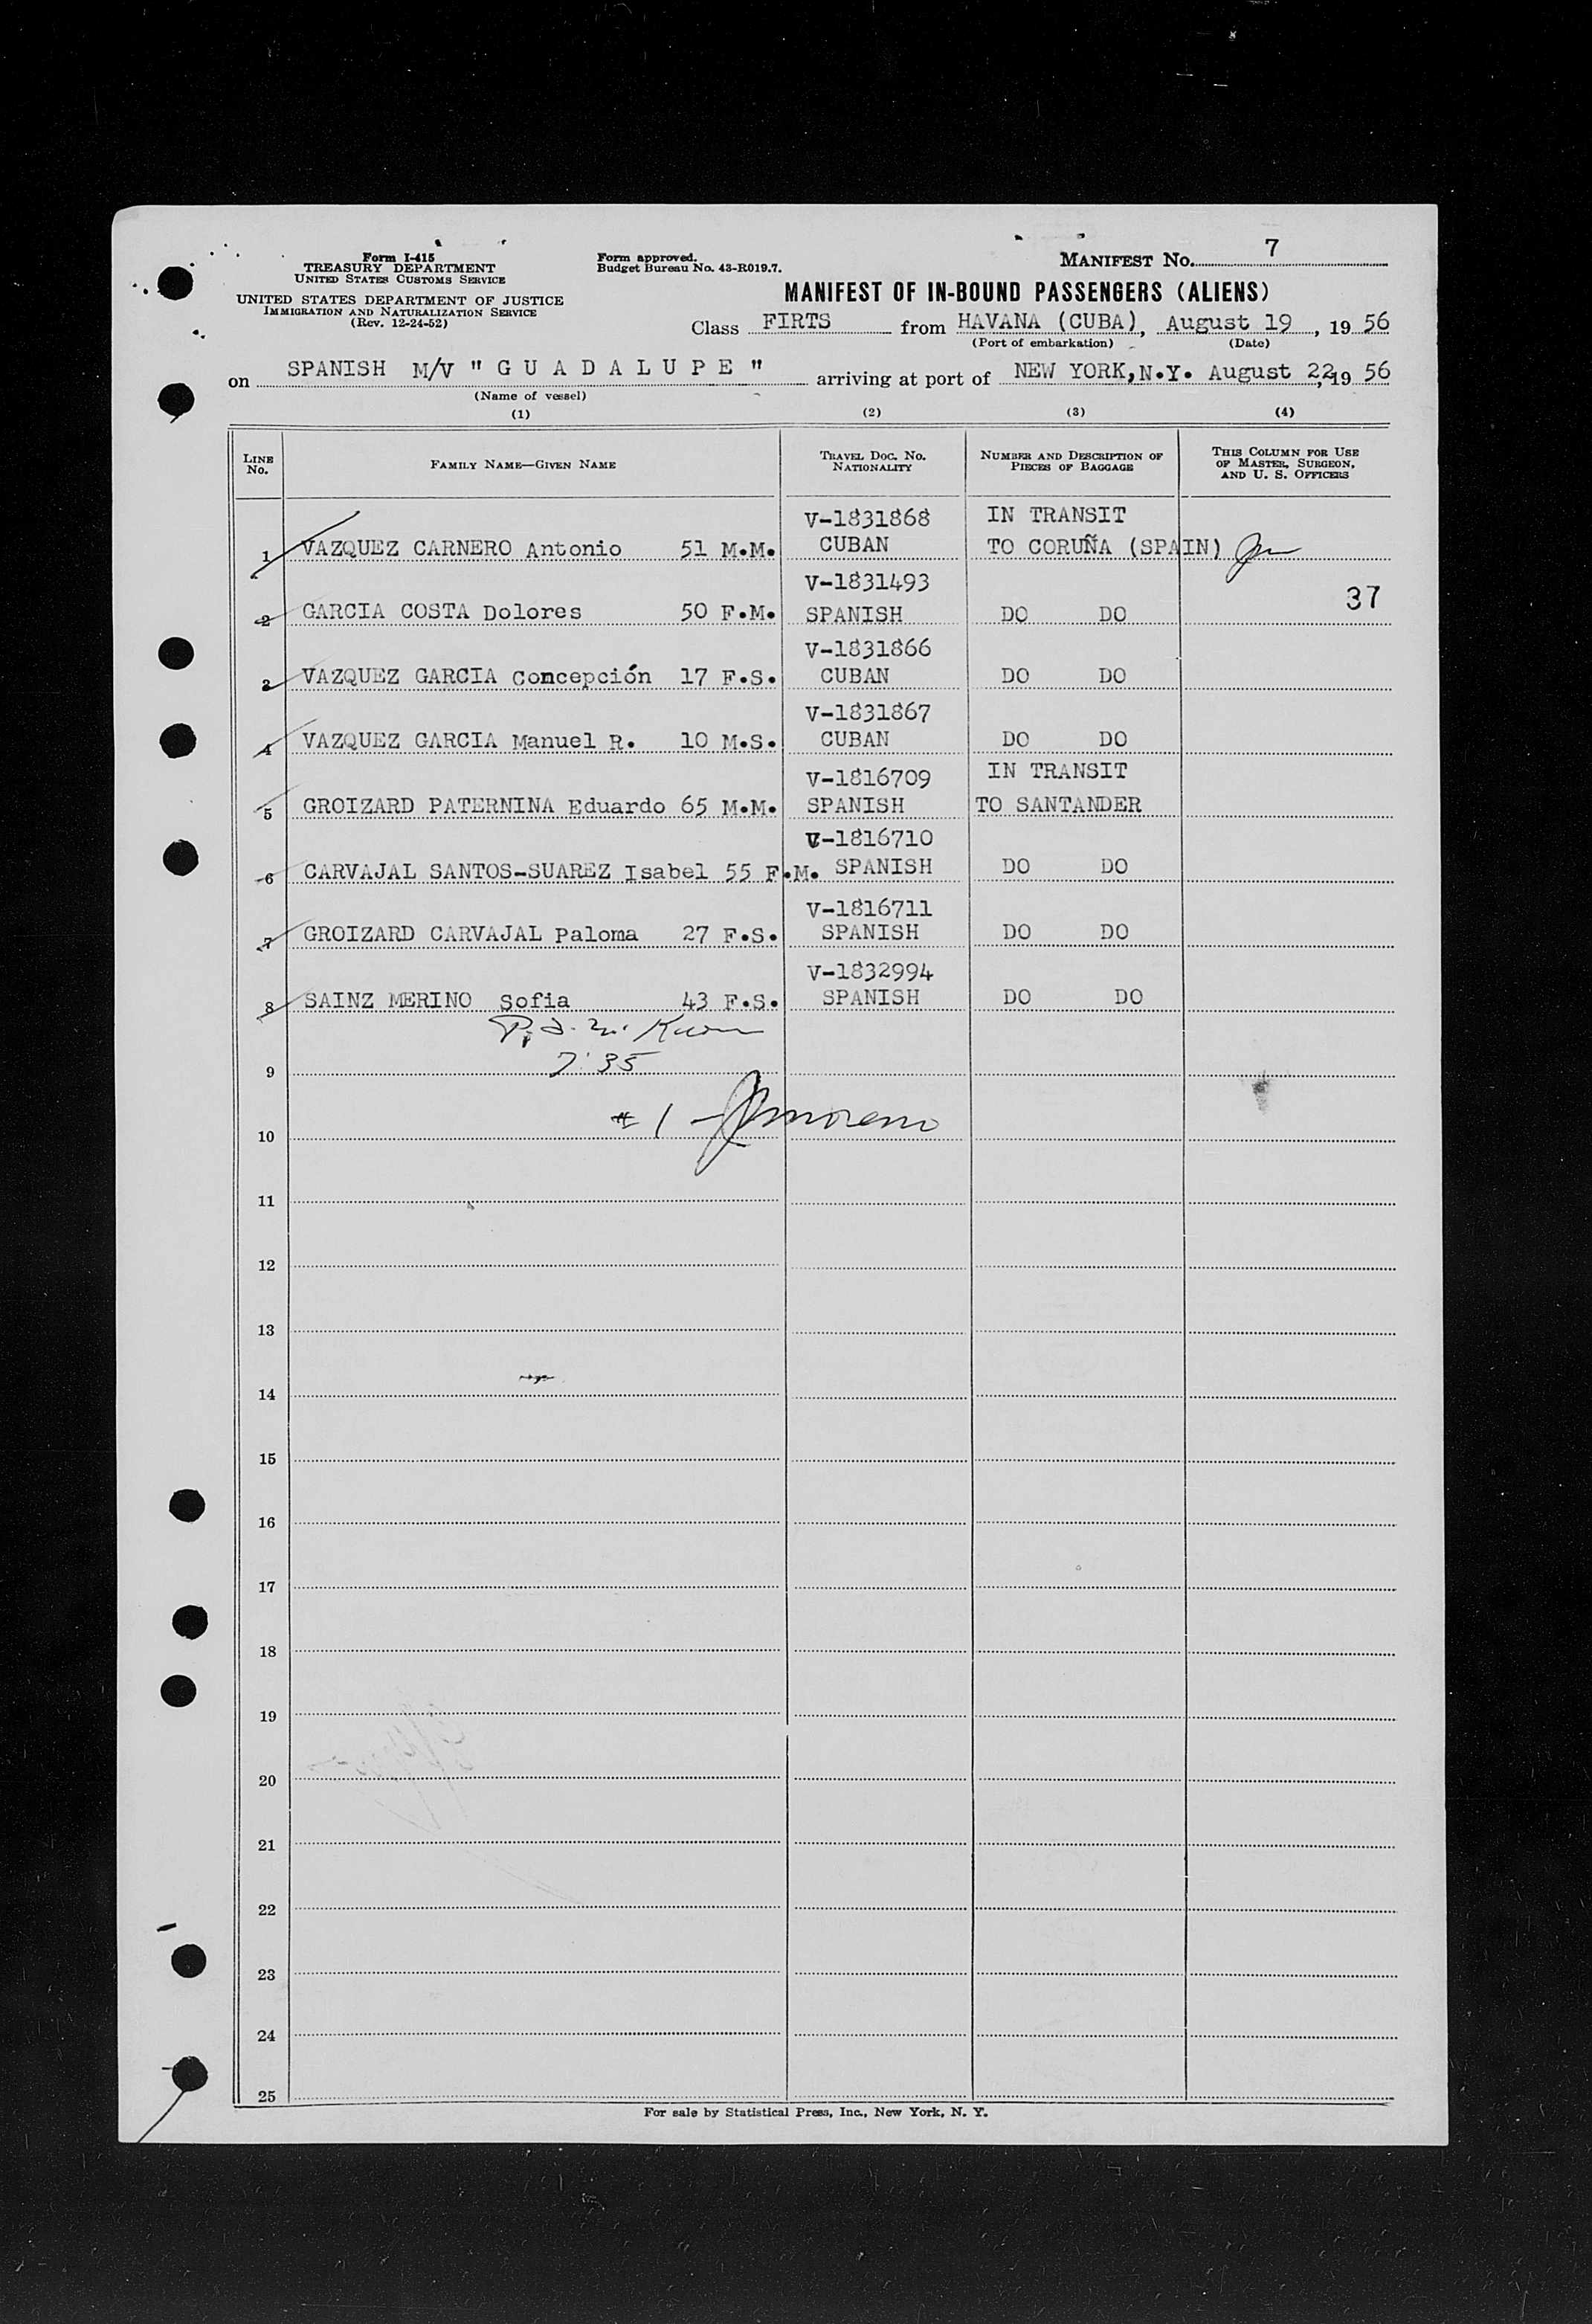 Form I-415
TREASURY DEPARTMENT
UNITED STATES CUSTOMS SERVICE
UNITED STATES DEPARTMENT OF JUSTICE
IMMIGRATION AND NATURALIZATION SERVICE
(Rev. 12-24-52)
Form approved.
Budget Bureau No. 43-R019.7.
MANIFEST No. 7
MANIFEST OF IN-BOUND PASSENGERS (ALIENS)
Class FIRTS from HAVANA (CUBA), August 19, 19 56
(Port of embarkation) (Date)
on SPANISH M/V " G U A D A L U P E " arriving at port of NEW YORK, N.Y. August 22, 19 56
(Name of vessel)
(1) (2) (3) (4)
LINE No. FAMILY NAME—GIVEN NAME TRAVEL DOC. NO. NATIONALITY NUMBER AND DESCRIPTION OF PIECES OF BAGGAGE THIS COLUMN FOR USE OF MASTER, SURGEON, AND U. S. OFFICERS
V-1831868 IN TRANSIT
1 VAZQUEZ CARNERO Antonio 51 M.M. CUBAN TO CORUÑA (SPAIN)
V-1831493 37
2 GARCIA COSTA Dolores 50 F.M. SPANISH DO DO
V-1831866
3 VAZQUEZ GARCIA Concepción 17 F.S. CUBAN DO DO
V-1831867
4 VAZQUEZ GARCIA Manuel R. 10 M.S. CUBAN DO DO
V-1816709 IN TRANSIT
5 GROIZARD PATERNINA Eduardo 65 M.M. SPANISH TO SANTANDER
V-1816710
6 CARVAJAL SANTOS-SUAREZ Isabel 55 F.M. SPANISH DO DO
V-1816711
7 GROIZARD CARVAJAL Paloma 27 F.S. SPANISH DO DO
V-1832994
8 SAINZ MERINO Sofia 43 F.S. SPANISH DO DO
9 7:35
10 # 1
11
12
13
14
15
16
17
18
19
20
21
22
23
24
25
For sale by Statistical Press, Inc., New York, N. Y.